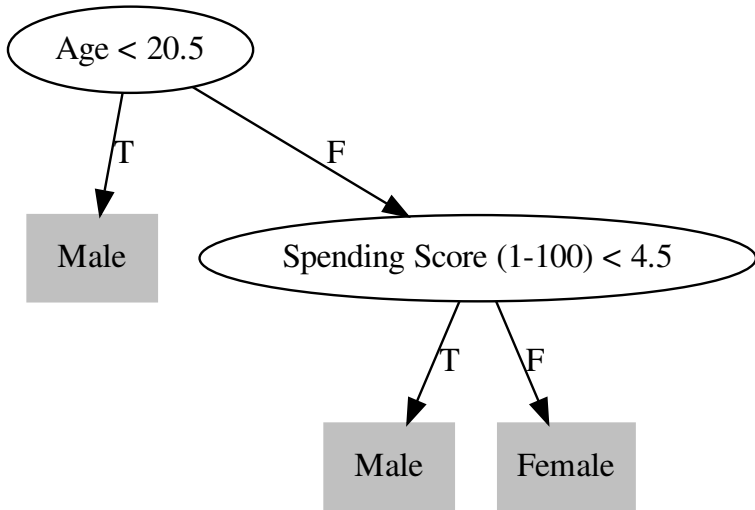 Age < 20.5
T
F
Male
Spending Score (1-100) < 4.5
T
F
Male
Female